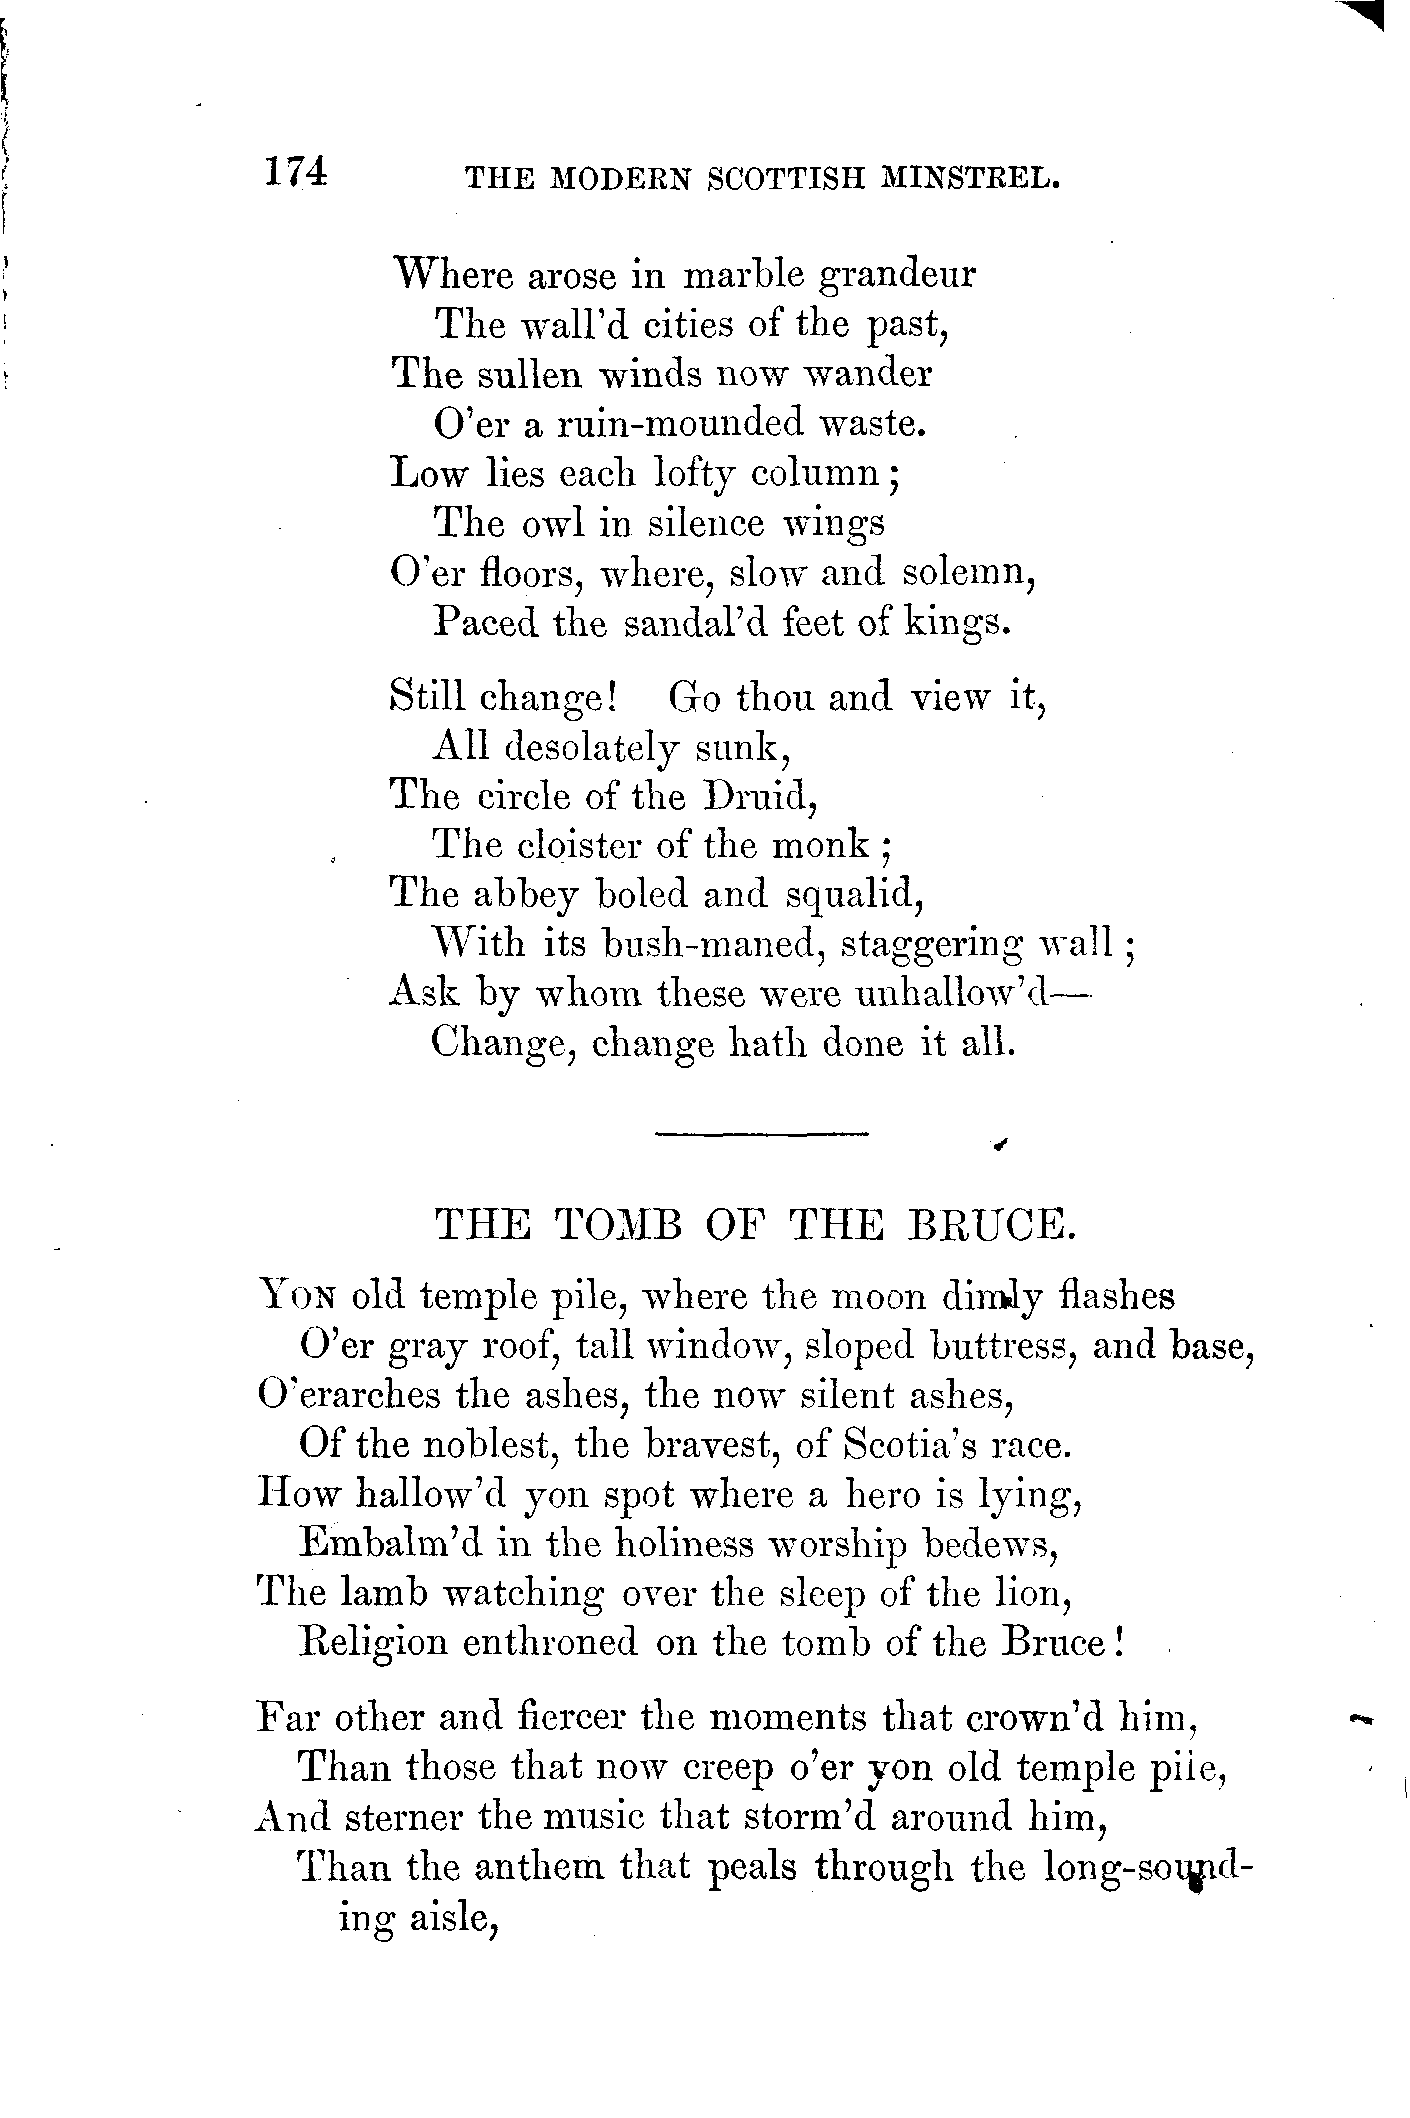 174 THE MODERN SCOTTISH MINSTREL.
Where arose in marble grandeur
The wall'd cities of the past,
The sullen winds now wander
O'er a ruin-mounded waste.
Low lies each lofty column;
The owl in silence wings
O'er floors, where, slow and solemn,
Paced the sandal'd feet of kings.
Still change! Go thou and view it,
All desolately sunk,
The circle of the Druid,
The cloister of the monk;
The abbey boled and squalid,
With its bush-maned, staggering wall;
Ask by whom these were unhallow'd—
Change, change hath done it all.
THE TOMB OF THE BRUCE.
YON old temple pile, where the moon dimly flashes
O'er gray roof, tall window, sloped buttress, and base,
O'erarches the ashes, the now silent ashes,
Of the noblest, the bravest, of Scotia's race.
How hallow'd yon spot where a hero is lying,
Embalm'd in the holiness worship bedews,
The lamb watching over the sleep of the lion,
Religion enthroned on the tomb of the Bruce!
Far other and fiercer the moments that crown'd him,
Than those that now creep o'er yon old temple pile,
And sterner the music that storm'd around him,
Than the anthem that peals through the long-sound-
ing aisle,